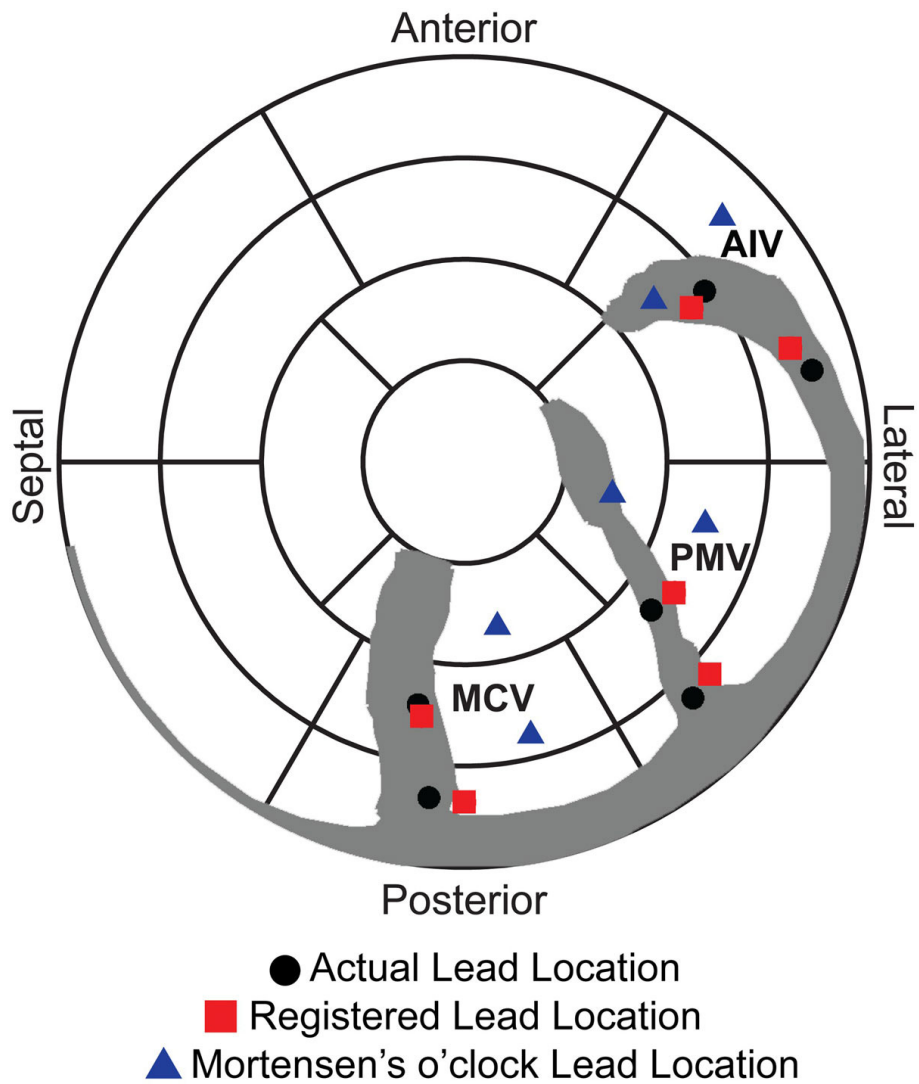 Anterior
AIV
Septal
Lateral
PMV
MCV
Posterior
Actual Lead Location
Registered Lead Location
Mortensen's o'clock Lead Location